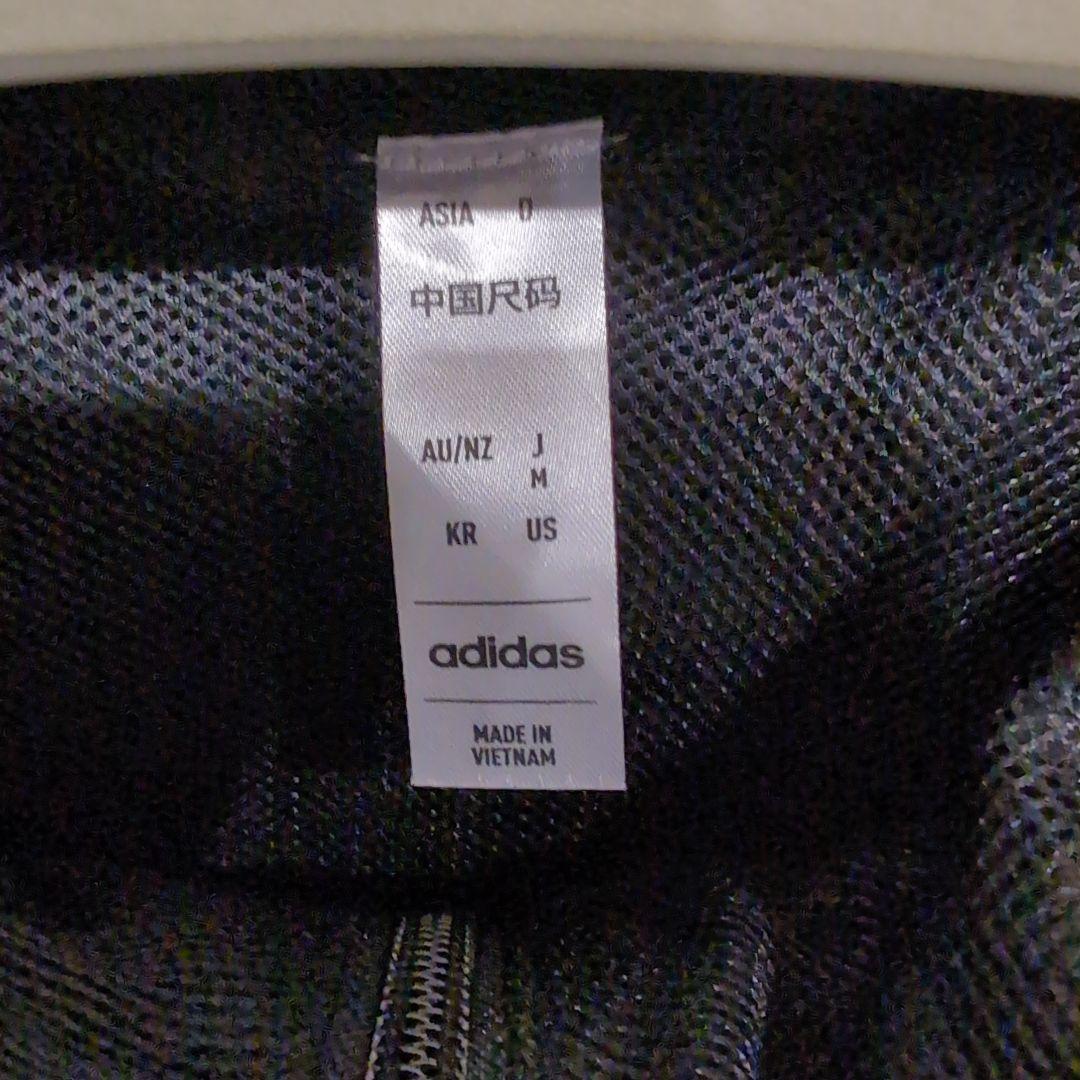 ASIA D
中国尺码
AU/NZ J
M
KR US
adidas
MADE IN
VIETNAM